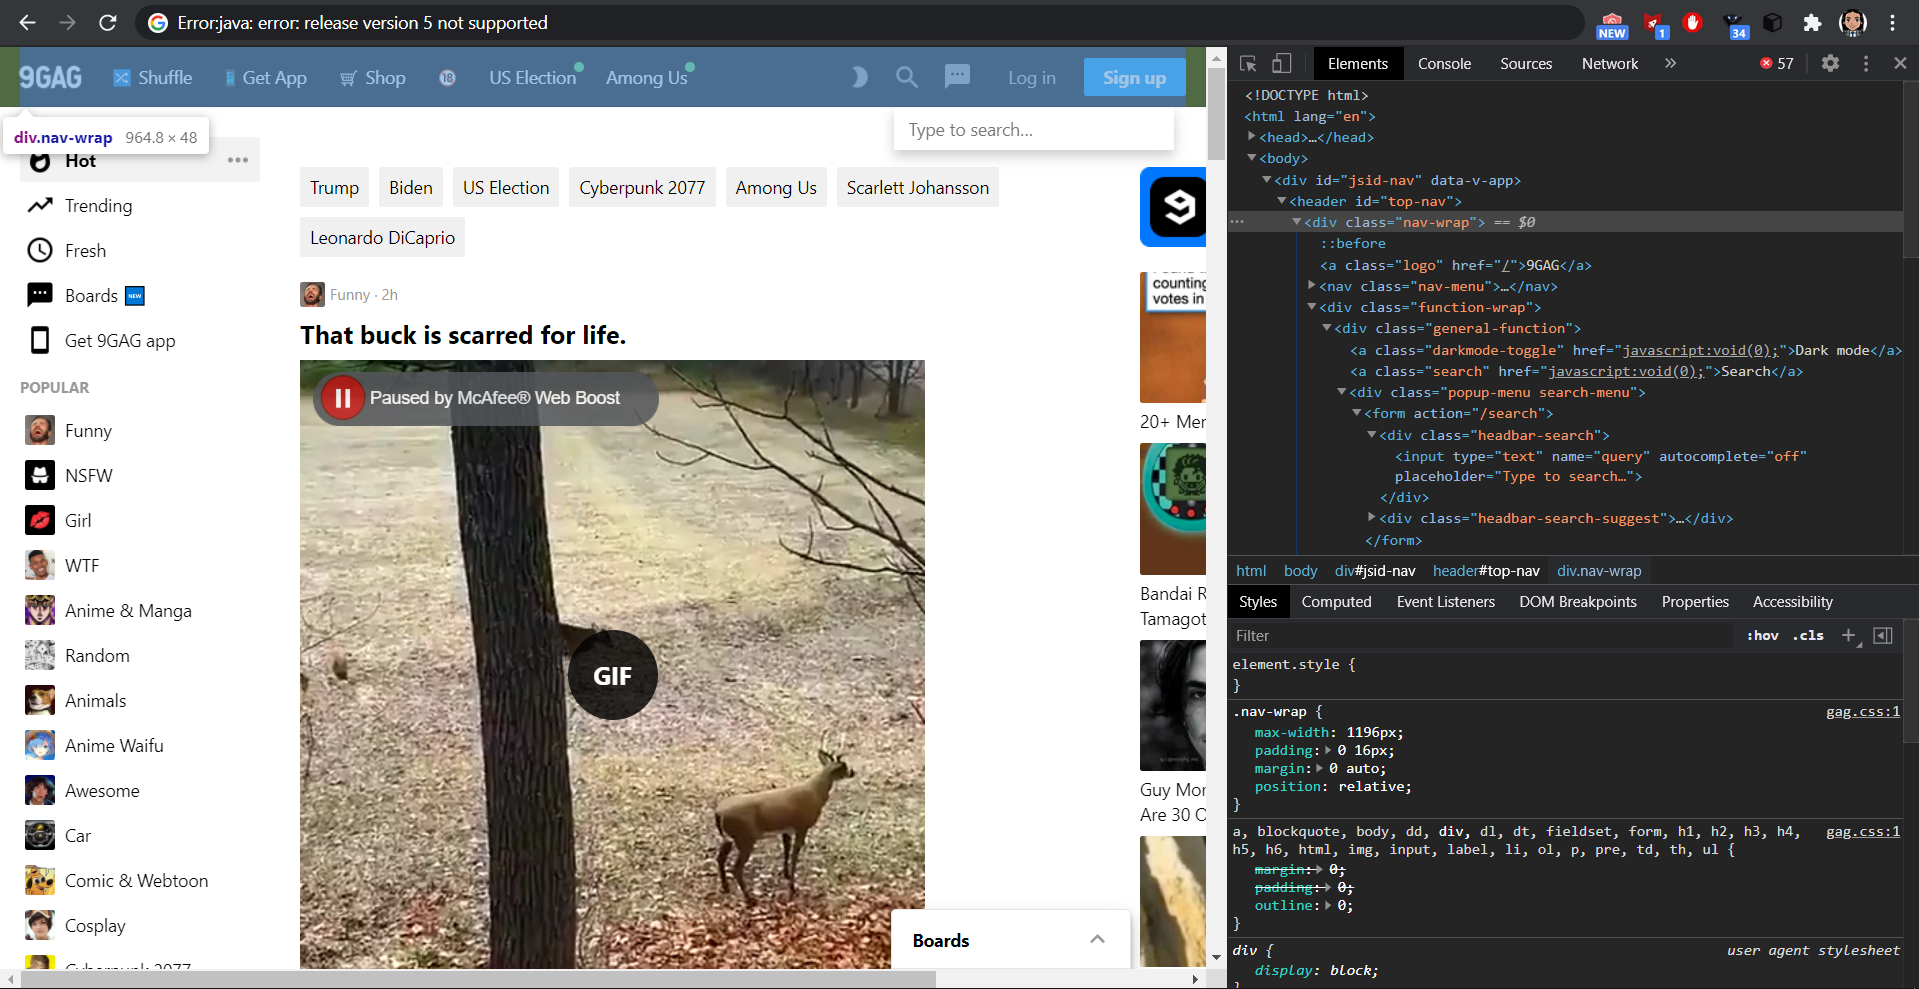 Error:java: error: release version 5 not supported
NEW
1
34
9GAG
Shuffle
Get App
Shop
18
US Election
Among Us
Log in
Sign up
div.nav-wrap 964.8 × 48
Type to search...
Hot
Trending
Fresh
Boards NEW
Get 9GAG app
POPULAR
Funny
NSFW
Girl
WTF
Anime & Manga
Random
Animals
Anime Waifu
Awesome
Car
Comic & Webtoon
Cosplay
Cyberpunk 2077
Trump
Biden
US Election
Cyberpunk 2077
Among Us
Scarlett Johansson
Leonardo DiCaprio
Funny · 2h
That buck is scarred for life.
Paused by McAfee® Web Boost
GIF
counting
votes in
20+ Mer
Bandai R
Tamagot
Guy Mor
Are 30 O
Boards
Elements
Console
Sources
Network
»
57
<!DOCTYPE html>
<html lang="en">
<head>…</head>
<body>
<div id="jsid-nav" data-v-app>
<header id="top-nav">
<div class="nav-wrap"> == $0
::before
<a class="logo" href="/">9GAG</a>
<nav class="nav-menu">…</nav>
<div class="function-wrap">
<div class="general-function">
<a class="darkmode-toggle" href="javascript:void(0);">Dark mode</a>
<a class="search" href="javascript:void(0);">Search</a>
<div class="popup-menu search-menu">
<form action="/search">
<div class="headbar-search">
<input type="text" name="query" autocomplete="off"
placeholder="Type to search…">
</div>
<div class="headbar-search-suggest">…</div>
</form>
html body div#jsid-nav header#top-nav div.nav-wrap
Styles Computed Event Listeners DOM Breakpoints Properties Accessibility
Filter
:hov .cls +
element.style {
}
.nav-wrap { gag.css:1
max-width: 1196px;
padding: 0 16px;
margin: 0 auto;
position: relative;
}
a, blockquote, body, dd, div, dl, dt, fieldset, form, h1, h2, h3, h4, gag.css:1
h5, h6, html, img, input, label, li, ol, p, pre, td, th, ul {
margin: 0;
padding: 0;
outline: 0;
}
div { user agent stylesheet
display: block;